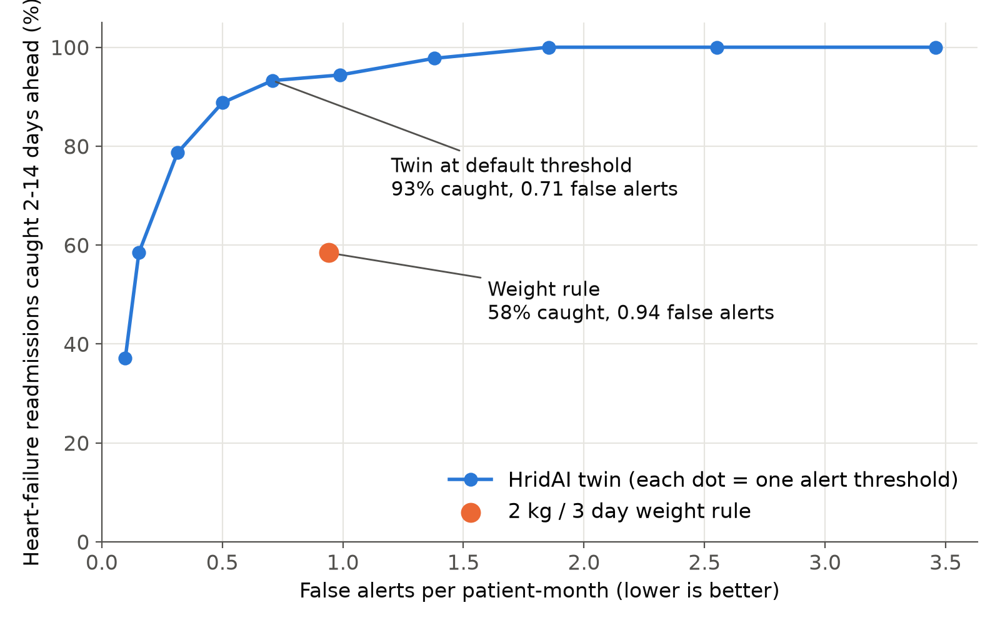 Heart-failure readmissions caught 2-14 days ahead (%)
100
80
60
40
20
0
Twin at default threshold
93% caught, 0.71 false alerts
Weight rule
58% caught, 0.94 false alerts
HridAI twin (each dot = one alert threshold)
2 kg / 3 day weight rule
0.0 0.5 1.0 1.5 2.0 2.5 3.0 3.5
False alerts per patient-month (lower is better)